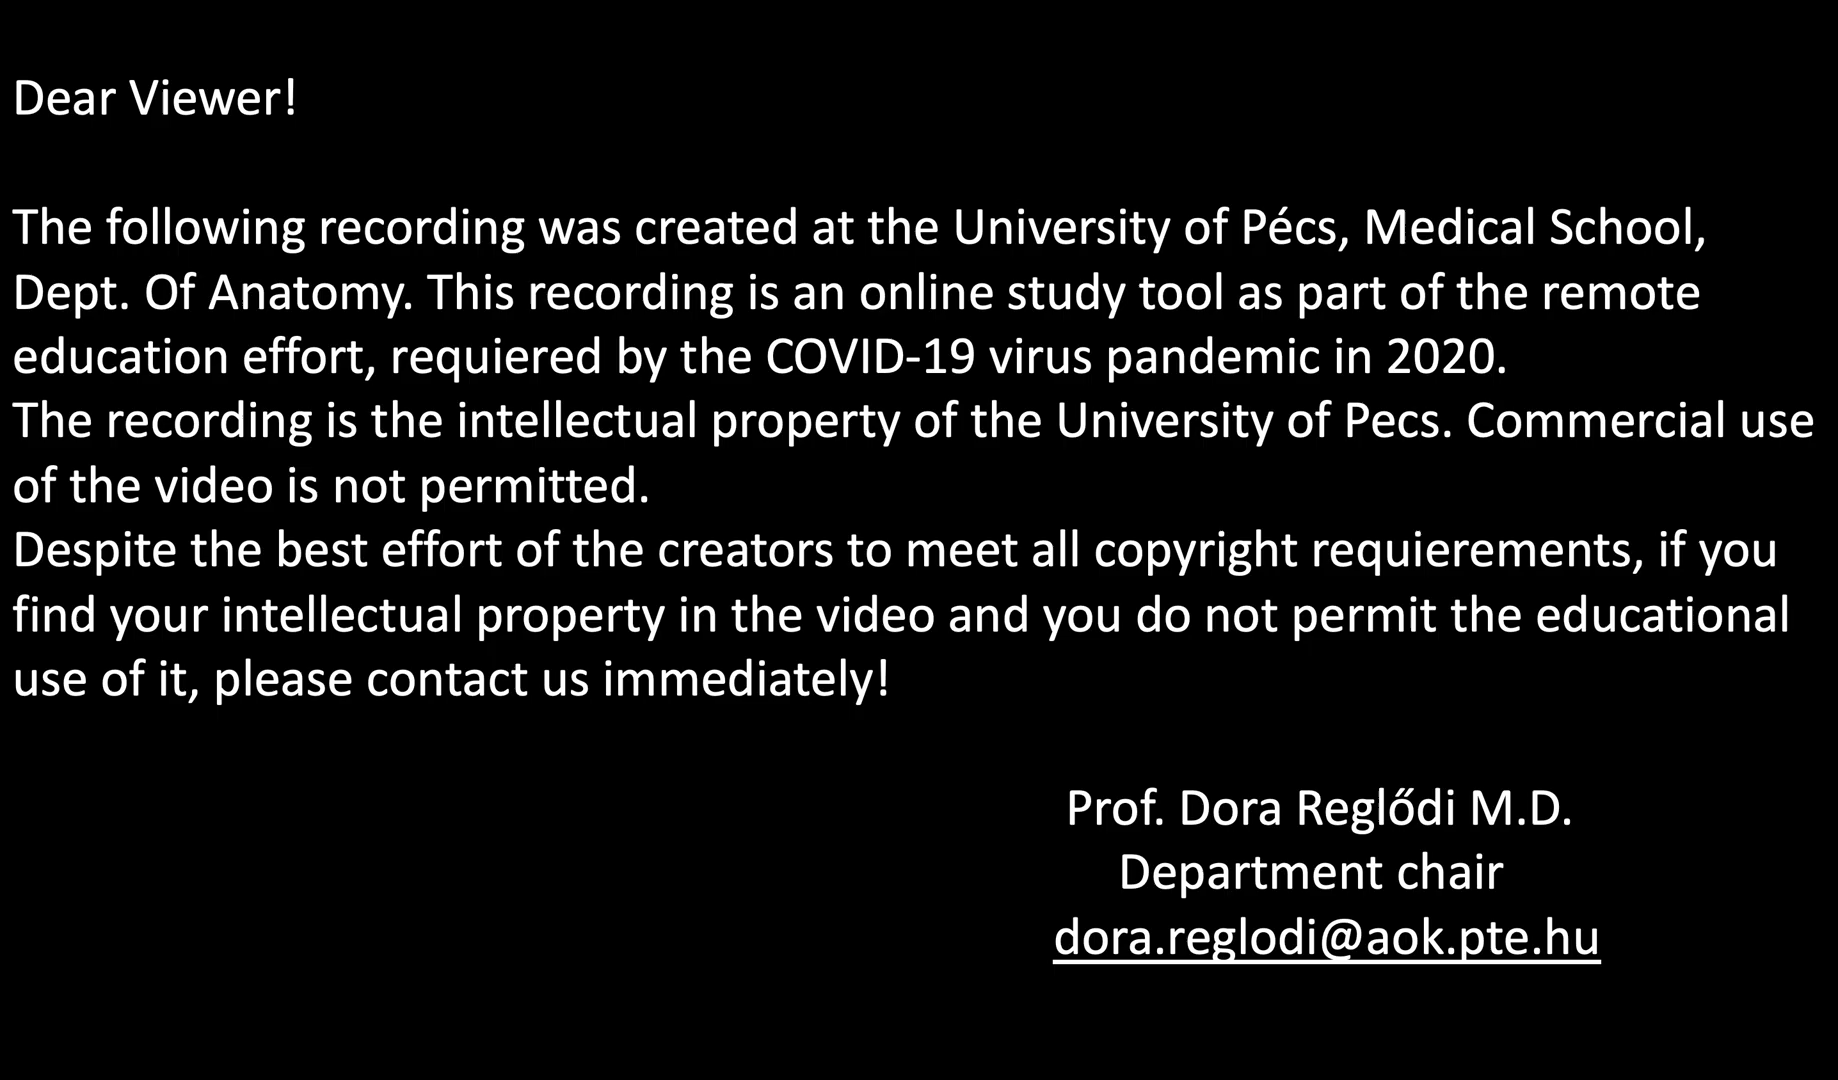 Dear Viewer!
The following recording was created at the University of Pécs, Medical School,
Dept. Of Anatomy. This recording is an online study tool as part of the remote
education effort, requiered by the COVID-19 virus pandemic in 2020.
The recording is the intellectual property of the University of Pecs. Commercial use
of the video is not permitted.
Despite the best effort of the creators to meet all copyright requierements, if you
find your intellectual property in the video and you do not permit the educational
use of it, please contact us immediately!
Prof. Dora Reglődi M.D.
Department chair
dora.reglodi@aok.pte.hu